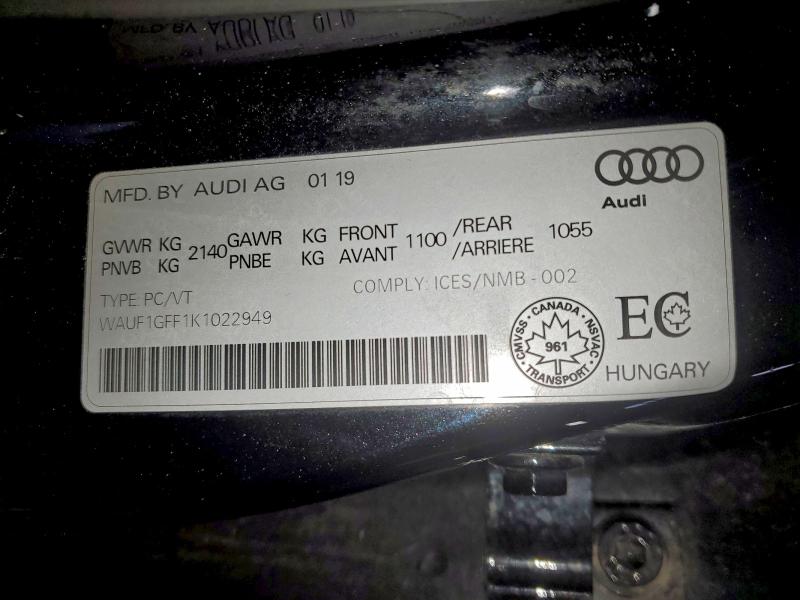 MFD. BY AUDI AG 01 19
Audi
GVWR KG 2140 GAWR KG FRONT 1100 /REAR 1055
PNVB KG PNBE KG AVANT /ARRIERE
TYPE: PC/VT COMPLY: ICES/NMB - 002
WAUF1GFF1K1022949
CMVSS · CANADA · NSVAC
961
TRANSPORT
EC
HUNGARY